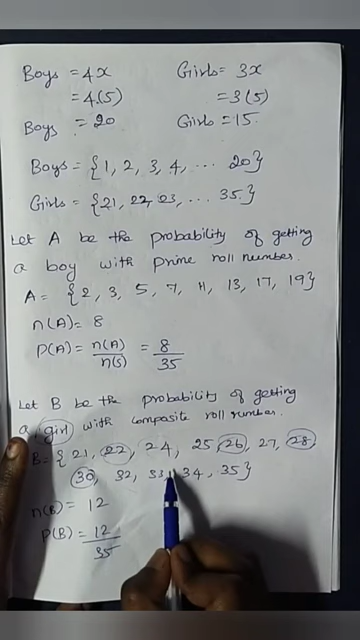 Boys = 4x Girls = 3x
= 4(5) = 3(5)
Boys = 20 Girls = 15.
Boys = {1, 2, 3, 4, ... 20}
Girls = {21, 22, 23, ... 35}
Let A be the probability of getting
a boy with prime roll number.
A = {2, 3, 5, 7, 11, 13, 17, 19}
n(A) = 8
P(A) = n(A)/n(S) = 8/35
Let B be the probability of getting
a girl with composite roll number.
B = {21, 22, 24, 25, 26, 27, 28,
30, 32, 33, 34, 35}
n(B) = 12
P(B) = 12/35